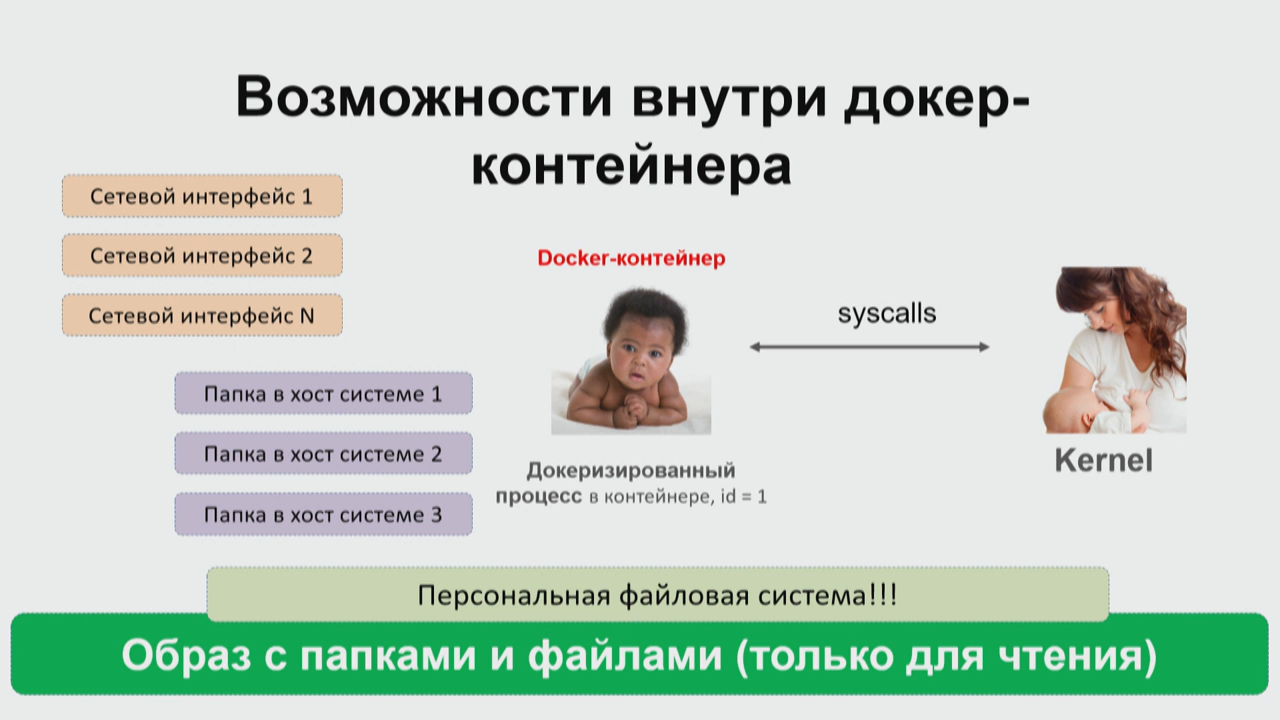 Возможности внутри докер-
контейнера
Сетевой интерфейс 1
Сетевой интерфейс 2
Сетевой интерфейс N
Docker-контейнер
syscalls
Папка в хост системе 1
Папка в хост системе 2
Папка в хост системе 3
Докеризированный
процесс в контейнере, id = 1
Kernel
Персональная файловая система!!!
Образ с папками и файлами (только для чтения)